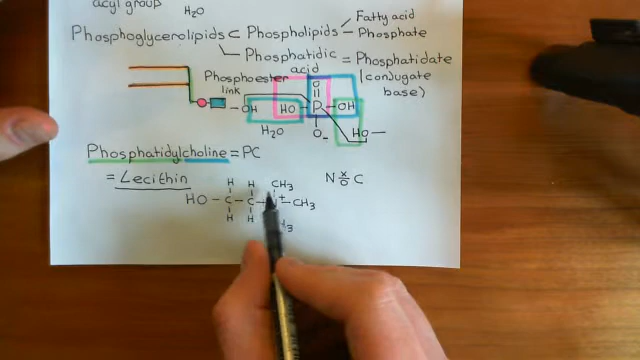 acyl group
H₂O
Phosphoglycerolipids ⊂ Phospholipids
Fatty acid
Phosphate
Phosphatidic acid
= Phosphatidate (conjugate base)
Phosphoester link
O
OH HO P OH
O-
H₂O HO
Phosphatidylcholine = PC
= Lecithin
N x o C
H H CH₃
HO - C - C + CH₃
H H H₃